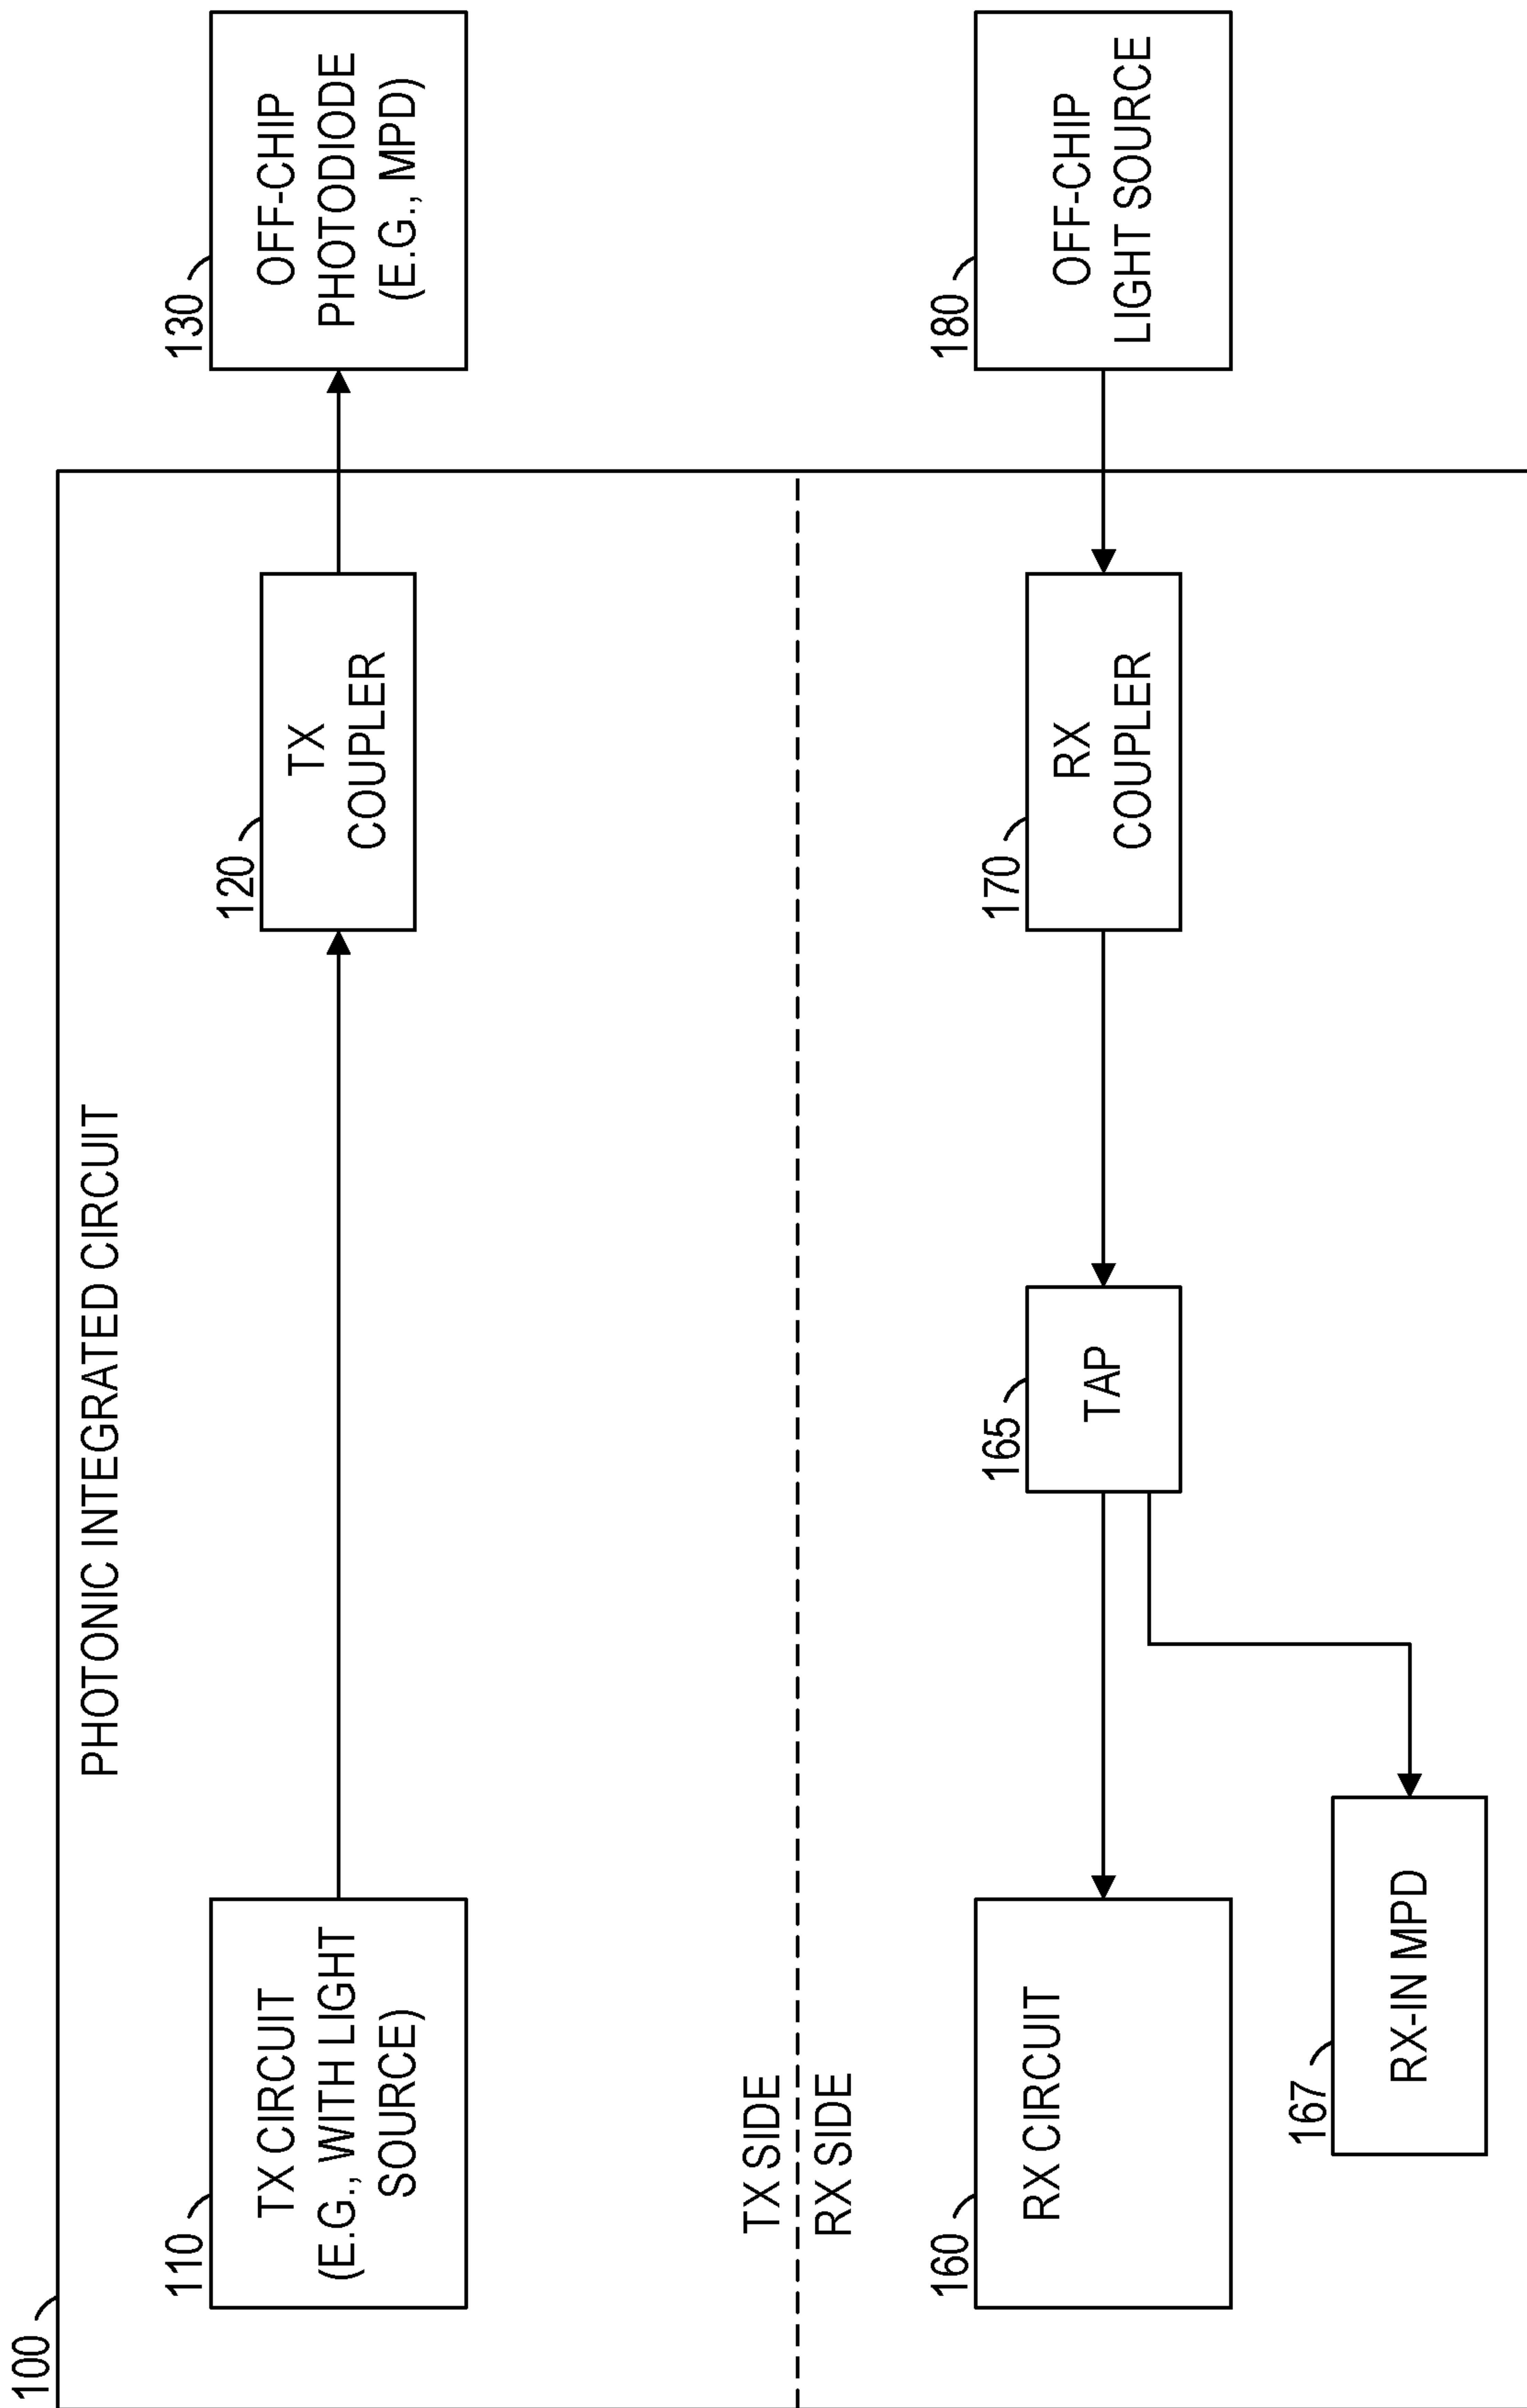 100
PHOTONIC INTEGRATED CIRCUIT
110
TX CIRCUIT
(E.G., WITH LIGHT
SOURCE)
120
TX
COUPLER
130
OFF-CHIP
PHOTODIODE
(E.G., MPD)
TX SIDE
RX SIDE
160
RX CIRCUIT
165
TAP
170
RX
COUPLER
180
OFF-CHIP
LIGHT SOURCE
167
RX-IN MPD